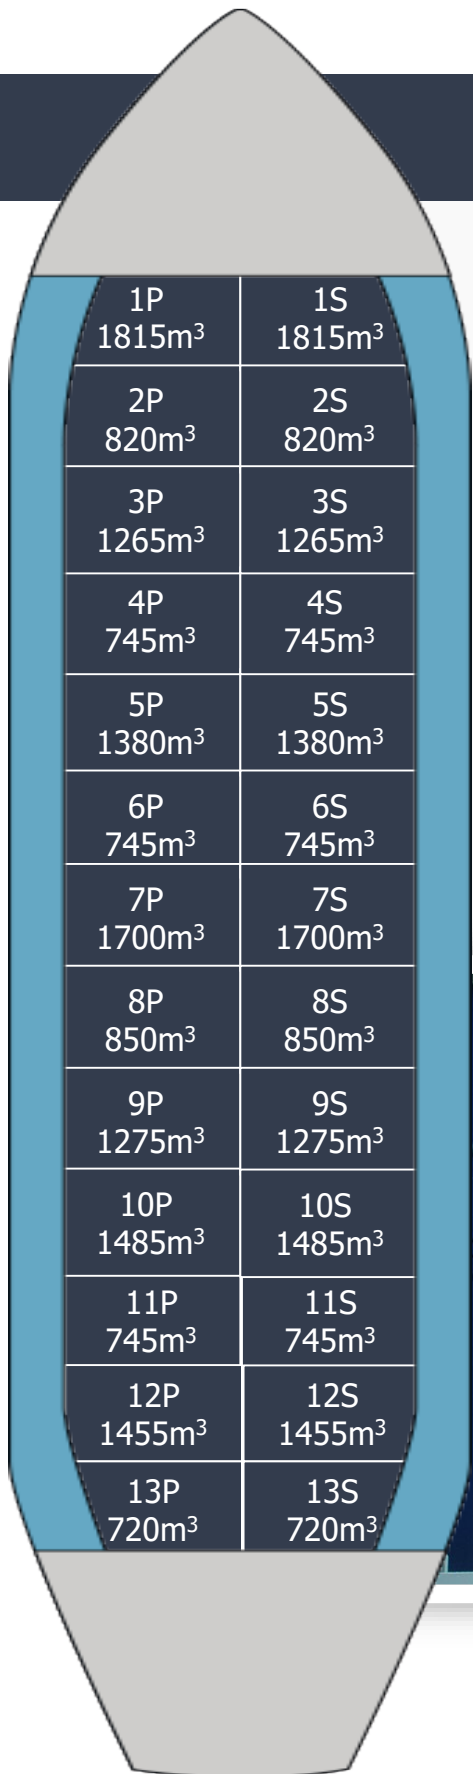 1P 1S
1815m³ 1815m³
2P 2S
820m³ 820m³
3P 3S
1265m³ 1265m³
4P 4S
745m³ 745m³
5P 5S
1380m³ 1380m³
6P 6S
745m³ 745m³
7P 7S
1700m³ 1700m³
8P 8S
850m³ 850m³
9P 9S
1275m³ 1275m³
10P 10S
1485m³ 1485m³
11P 11S
745m³ 745m³
12P 12S
1455m³ 1455m³
13P 13S
720m³ 720m³